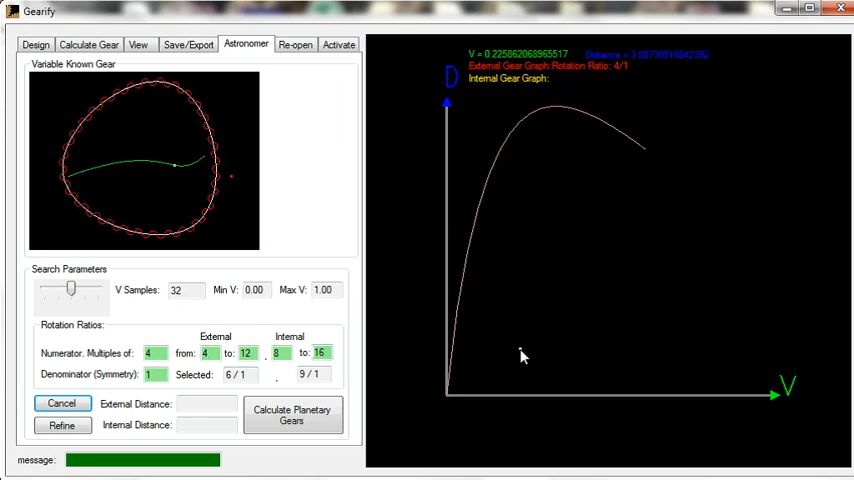 Gearify
Design Calculate Gear View Save/Export Astronomer Re-open Activate
Variable Known Gear
V = 0.225862068965517
External Gear Graph:Rotation Ratio: 4/1
Internal Gear Graph:
D
V
Search Parameters
V Samples: 32 Min V: 0.00 Max V: 1.00
Rotation Ratios:
External Internal
Numerator. Multiples of: 4 from: 4 to: 12 , 8 to: 16
Denominator (Symmetry): 1 Selected: 6 / 1 , 9 / 1
Cancel External Distance: Calculate Planetary Gears
Refine Internal Distance:
message: